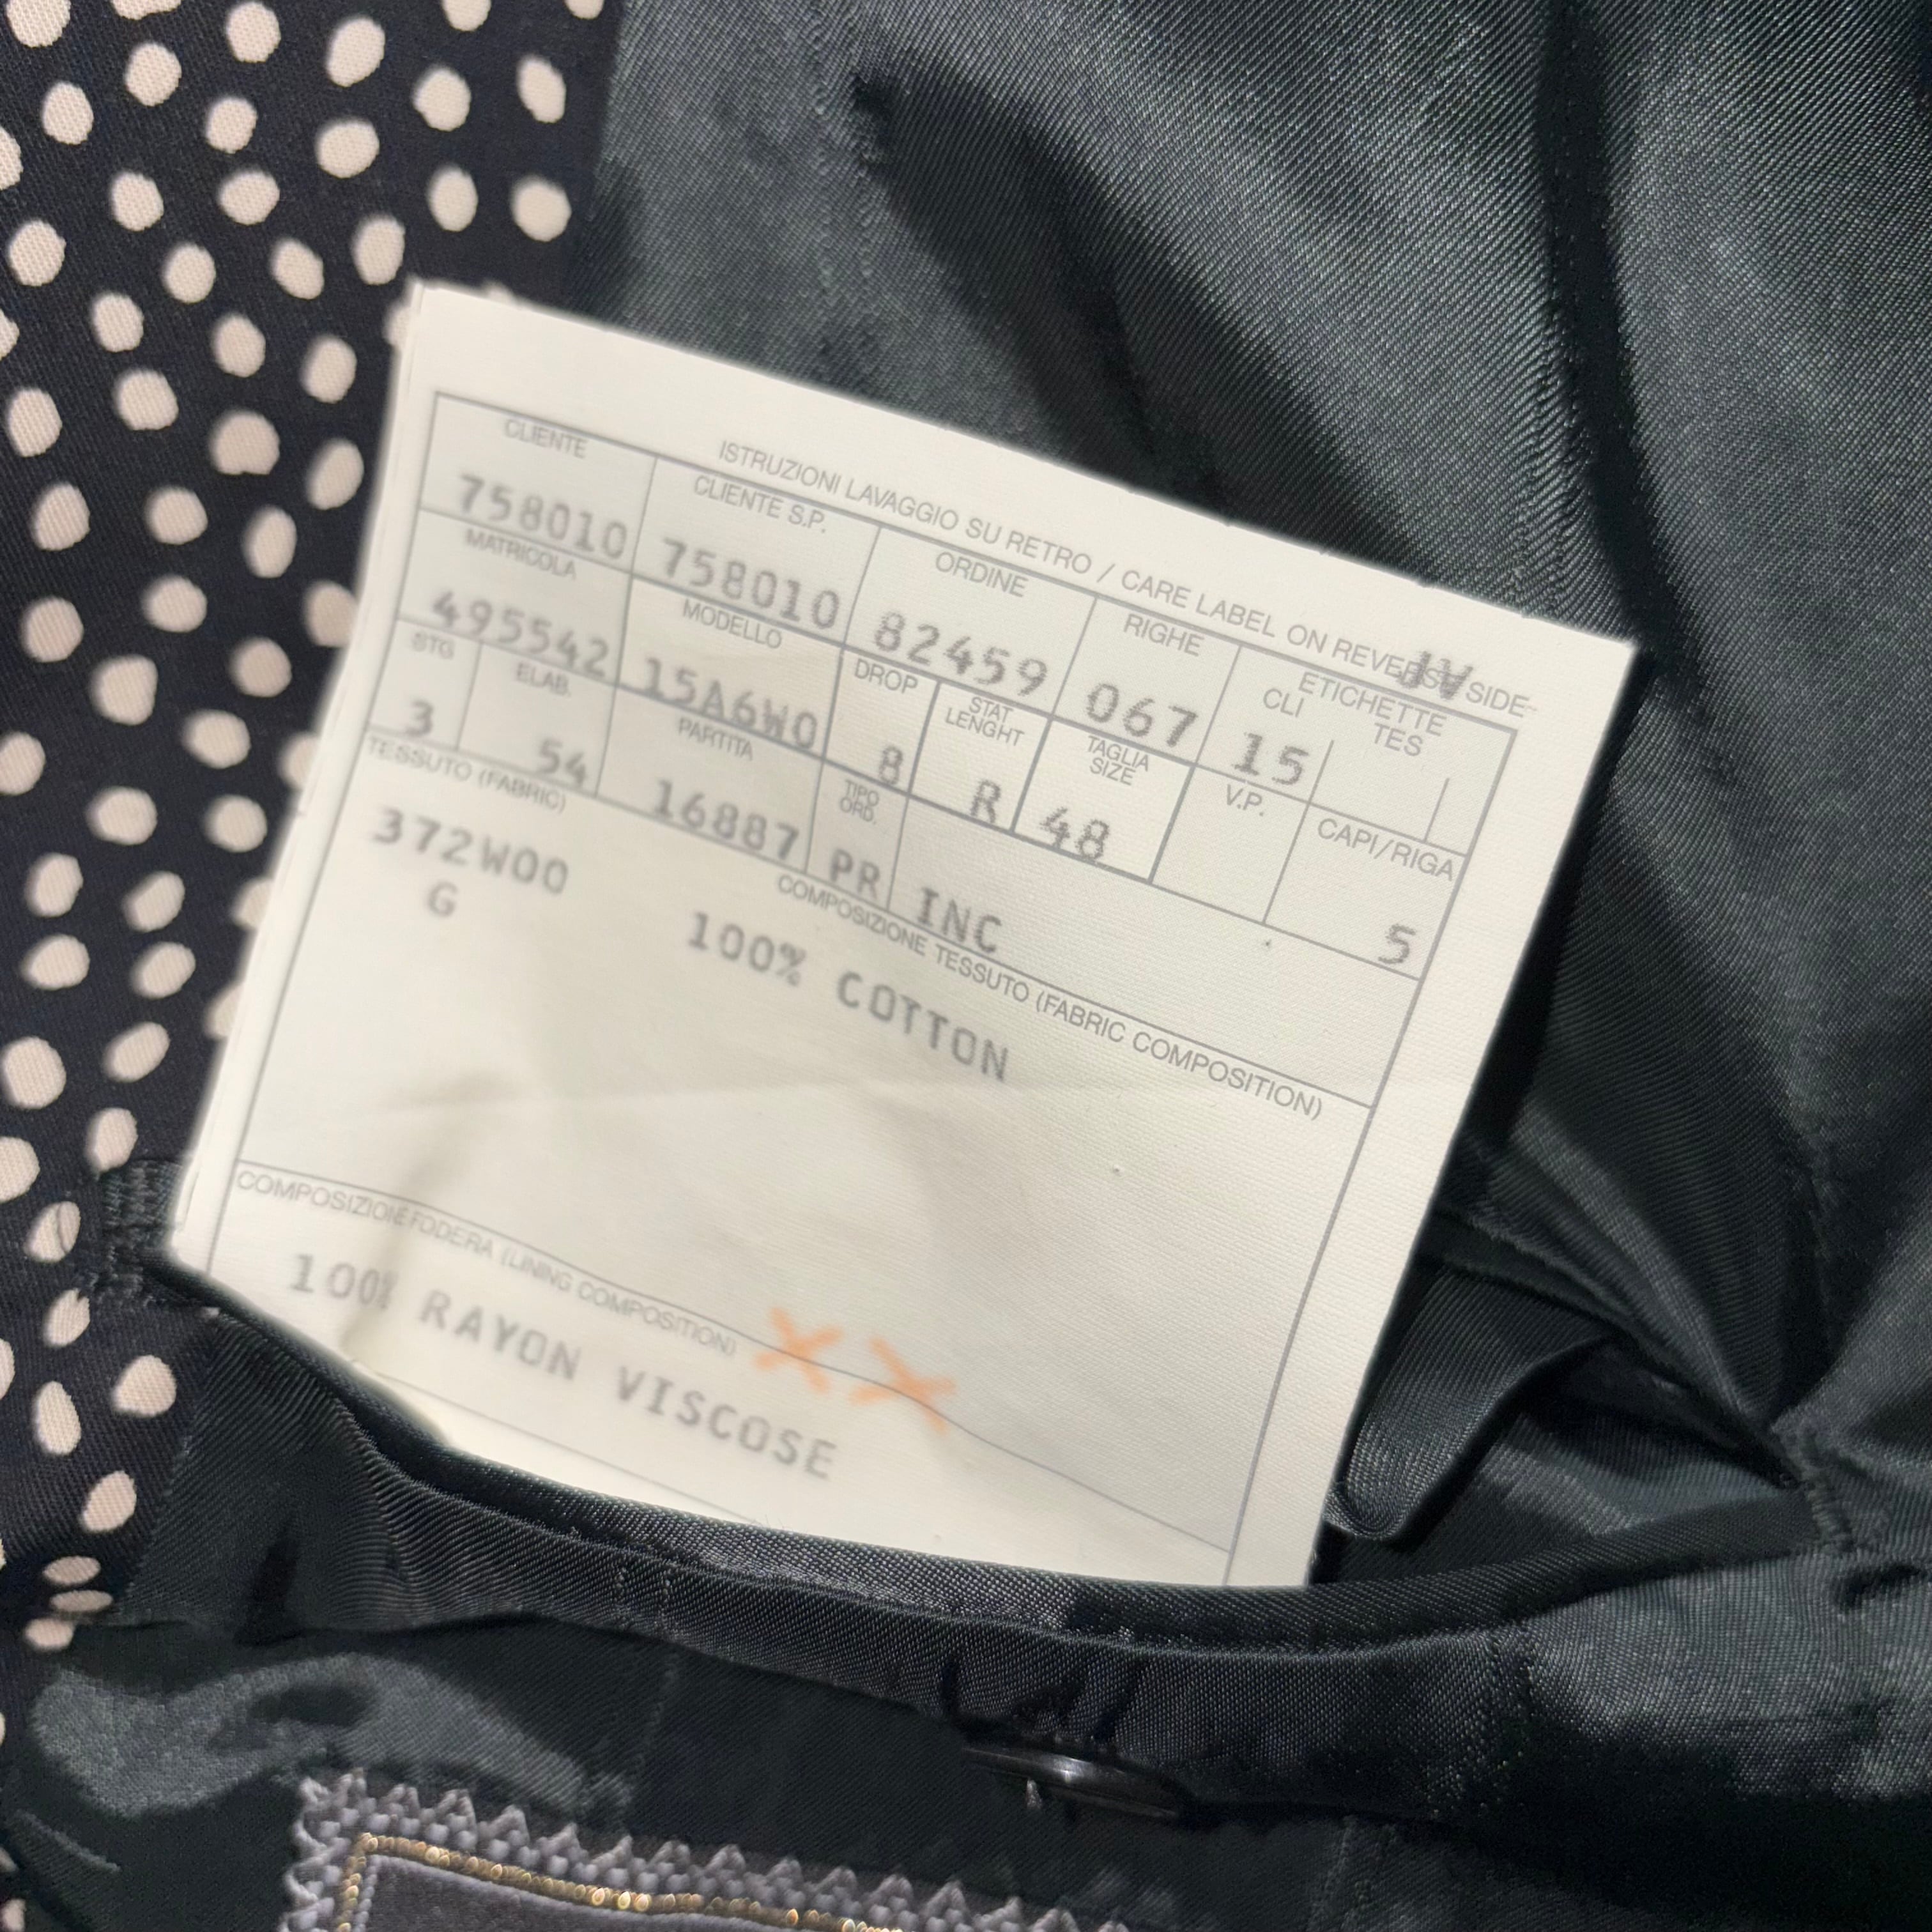 ISTRUZIONI LAVAGGIO SU RETRO / CARE LABEL ON REVERSE SIDE
JV
CLIENTE CLIENTE S.P. ORDINE RIGHE ETICHETTE
CLI TES
758010 758010 82459 067 15
MATRICOLA MODELLO DROP STAT LENGHT TAGLIA SIZE V.P. CAPI/RIGA
495542 15A6W0 8 R 48 5
STG ELAB. PARTITA TIPO ORD.
3 54 16887 PR INC
TESSUTO (FABRIC) COMPOSIZIONE TESSUTO (FABRIC COMPOSITION)
372W00 100% COTTON
G
COMPOSIZIONE FODERA (LINING COMPOSITION)
XX
100% RAYON VISCOSE